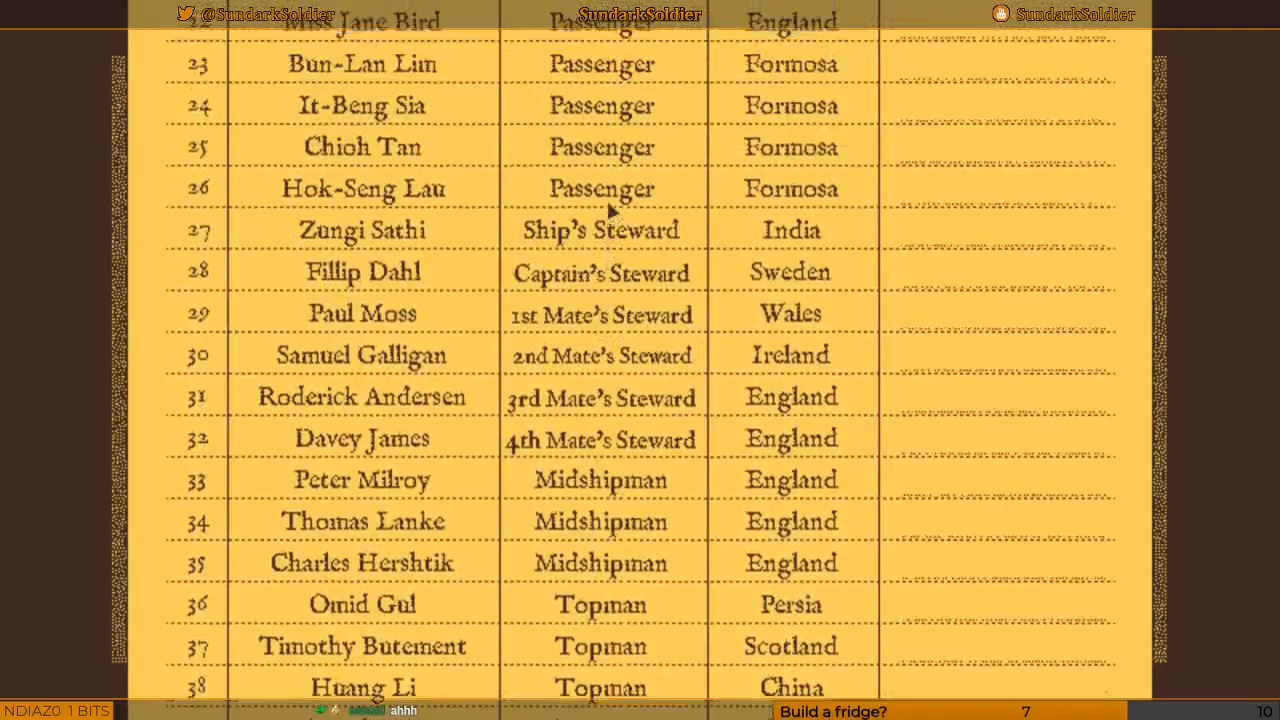 @SundarkSoldier SundarkSoldier SundarkSoldier
22 Miss Jane Bird Passenger England
23 Bun-Lan Lim Passenger Formosa
24 It-Beng Sia Passenger Formosa
25 Chioh Tan Passenger Formosa
26 Hok-Seng Lau Passenger Formosa
27 Zungi Sathi Ship's Steward India
28 Fillip Dahl Captain's Steward Sweden
29 Paul Moss 1st Mate's Steward Wales
30 Samuel Galligan 2nd Mate's Steward Ireland
31 Roderick Andersen 3rd Mate's Steward England
32 Davey James 4th Mate's Steward England
33 Peter Milroy Midshipman England
34 Thomas Lanke Midshipman England
35 Charles Hershtik Midshipman England
36 Omid Gul Topman Persia
37 Timothy Butement Topman Scotland
38 Huang Li Topman China
NDIAZ0 1 BITS ahhh Build a fridge? 7 10